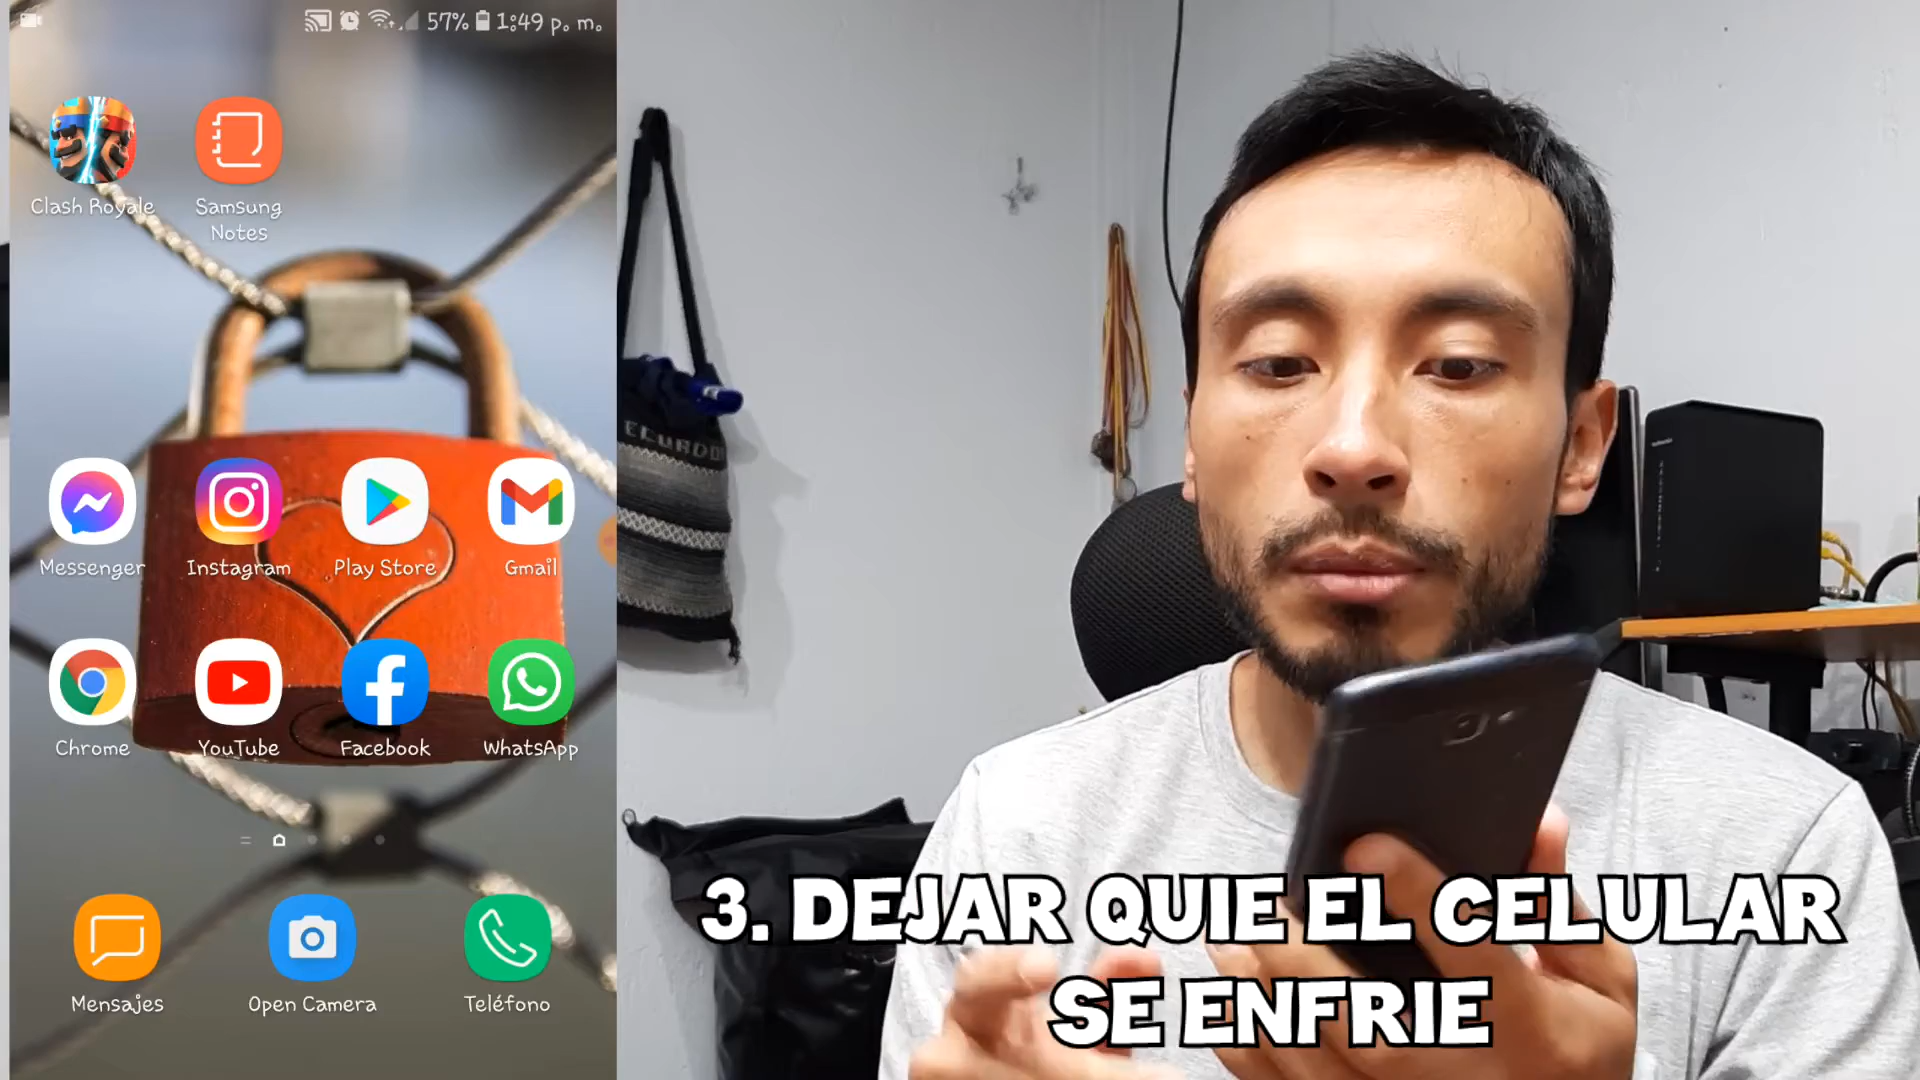 57% 1:49 p. m.
Clash Royale
Samsung
Notes
Messenger
Instagram
Play Store
Gmail
Chrome
YouTube
Facebook
WhatsApp
Mensajes
Open Camera
Teléfono
ECUADOR
3. DEJAR QUIE EL CELULAR
SE ENFRIE